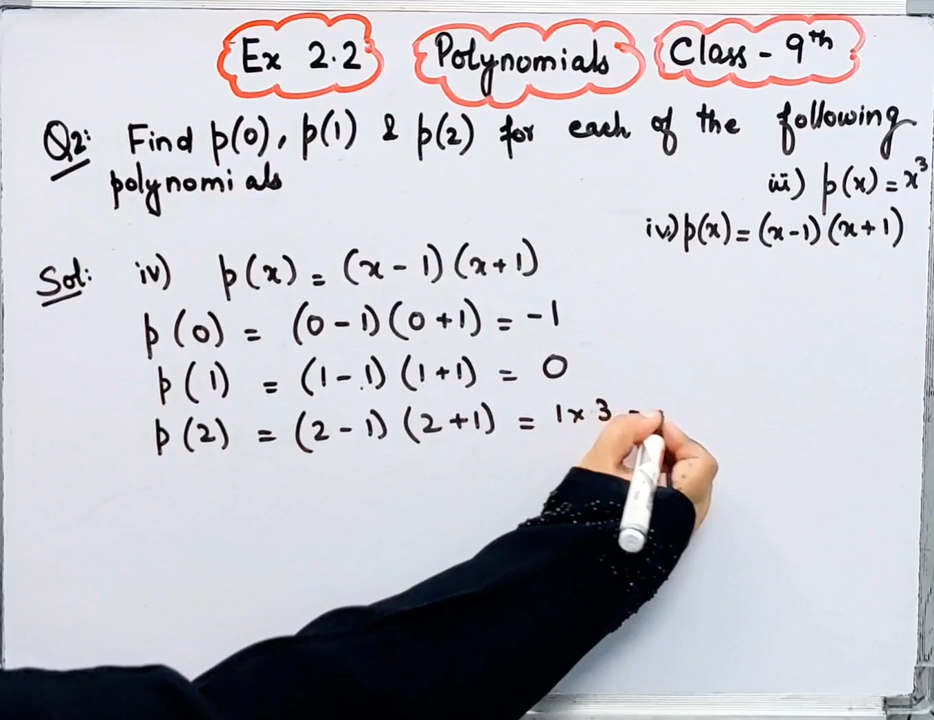 Ex 2.2 Polynomials Class - 9th
Q2: Find p(0), p(1) & p(2) for each of the following
polynomials
iii) p(x) = x³
iv) p(x) = (x-1)(x+1)
Sol: iv) p(x) = (x - 1)(x+1)
p(0) = (0 - 1)(0+1) = -1
p(1) = (1 - 1)(1+1) = 0
p(2) = (2 - 1)(2+1) = 1×3 =